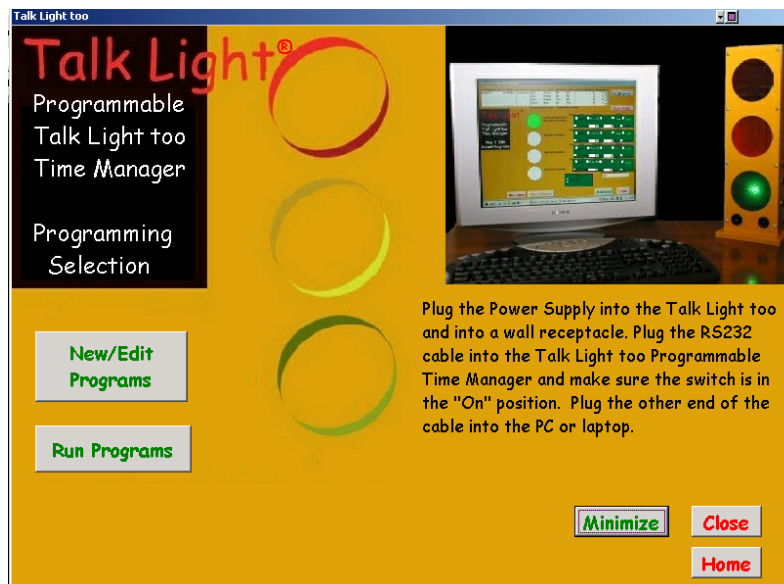 Talk Light too
Talk Light®
Programmable
Talk Light too
Time Manager
Programming
Selection
New/Edit
Programs
Run Programs
Plug the Power Supply into the Talk Light too
and into a wall receptacle. Plug the RS232
cable into the Talk Light too Programmable
Time Manager and make sure the switch is in
the "On" position. Plug the other end of the
cable into the PC or laptop.
Minimize
Close
Home